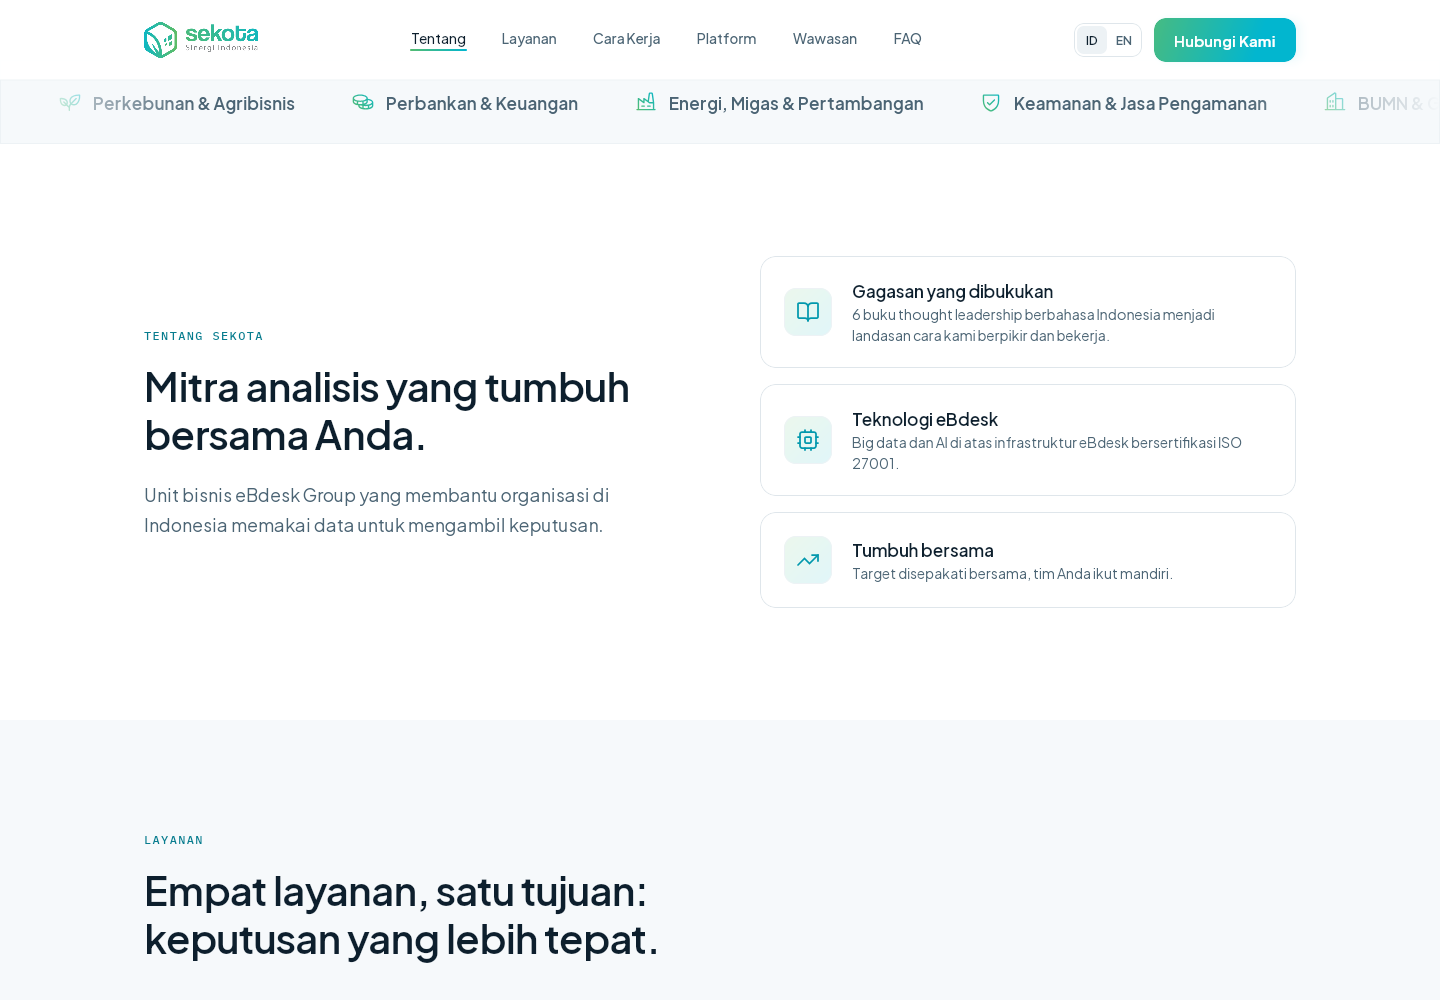 sekota
Sinergi Indonesia
Tentang
Layanan
Cara Kerja
Platform
Wawasan
FAQ
ID
EN
Hubungi Kami
Perkebunan & Agribisnis
Perbankan & Keuangan
Energi, Migas & Pertambangan
Keamanan & Jasa Pengamanan
BUMN &
TENTANG SEKOTA
Mitra analisis yang tumbuh
bersama Anda.
Unit bisnis eBdesk Group yang membantu organisasi di
Indonesia memakai data untuk mengambil keputusan.
Gagasan yang dibukukan
6 buku thought leadership berbahasa Indonesia menjadi
landasan cara kami berpikir dan bekerja.
Teknologi eBdesk
Big data dan AI di atas infrastruktur eBdesk bersertifikasi ISO
27001.
Tumbuh bersama
Target disepakati bersama, tim Anda ikut mandiri.
LAYANAN
Empat layanan, satu tujuan:
keputusan yang lebih tepat.